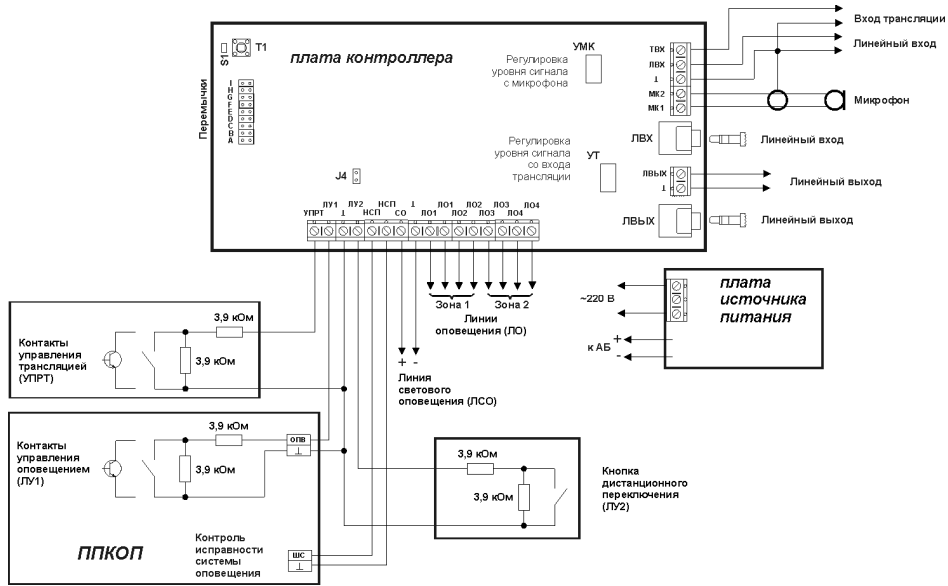 S1
T1
плата контроллера
Перемычки
I
H
G
F
E
D
C
B
A
J4
УМК
Регулировка
уровня сигнала
с микрофона
Регулировка
уровня сигнала
со входа
трансляции
УТ
ТВХ
ЛВХ
⊥
МК2
МК1
ЛВХ
ЛВЫХ
⊥
ЛВЫХ
Вход трансляции
Линейный вход
Микрофон
Линейный вход
Линейный выход
Линейный выход
УПРТ
ЛУ1
⊥
ЛУ2
НСП
НСП
СО
⊥
ЛО1
ЛО1
ЛО2
ЛО2
ЛО3
ЛО3
ЛО4
ЛО4
Зона 1
Зона 2
Линии
оповещения (ЛО)
+ -
Линия
светового
оповещения (ЛСО)
~220 В
к АБ
+
-
плата
источника
питания
Контакты
управления
трансляцией
(УПРТ)
3,9 кОм
3,9 кОм
Контакты
управления
оповещением
(ЛУ1)
3,9 кОм
3,9 кОм
ОПВ
⊥
ППКОП
Контроль
исправности
системы
оповещения
ШС
⊥
3,9 кОм
3,9 кОм
Кнопка
дистанционного
переключения
(ЛУ2)